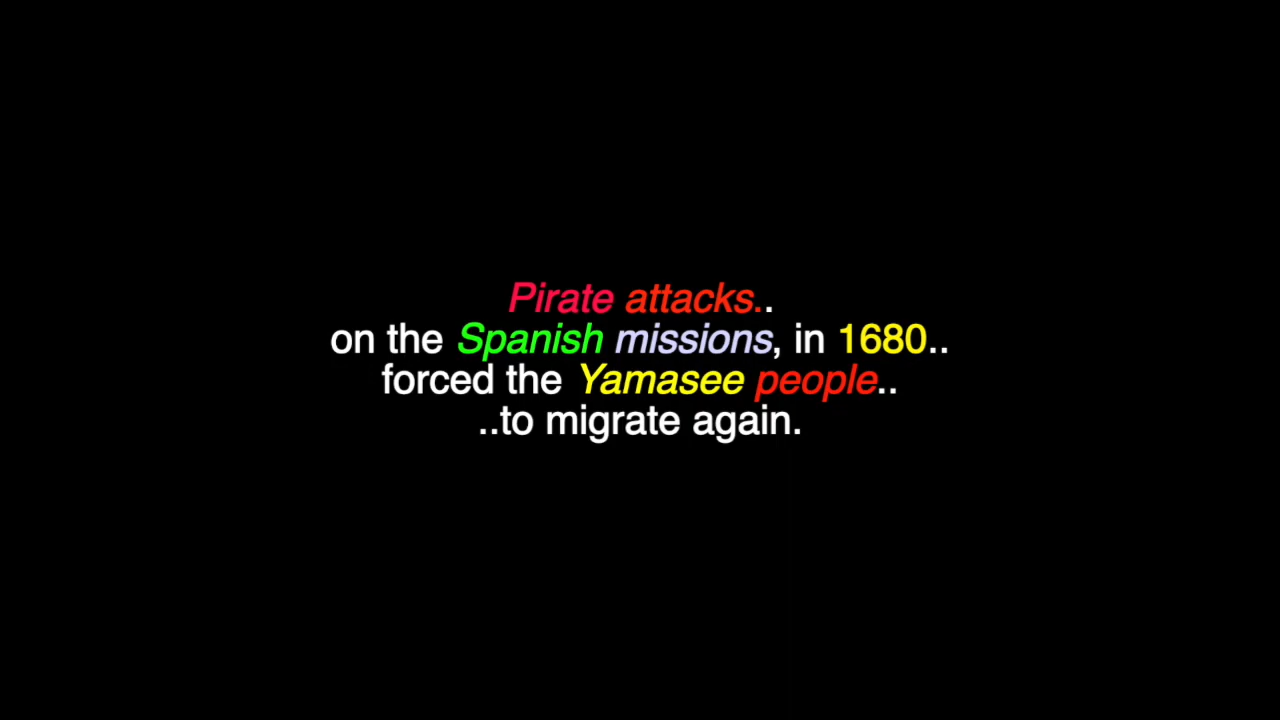 Pirate attacks..
on the Spanish missions, in 1680..
forced the Yamasee people..
..to migrate again.